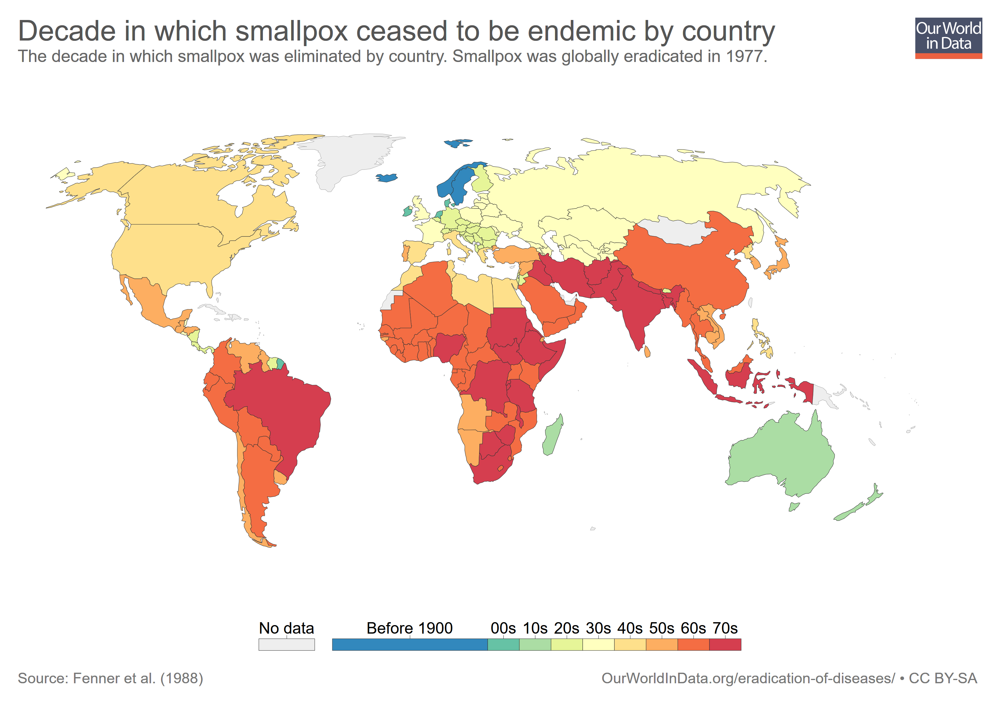 Decade in which smallpox ceased to be endemic by country
The decade in which smallpox was eliminated by country. Smallpox was globally eradicated in 1977.
Our World
in Data
No data
Before 1900
00s
10s
20s
30s
40s
50s
60s
70s
Source: Fenner et al. (1988)
OurWorldInData.org/eradication-of-diseases/ • CC BY-SA